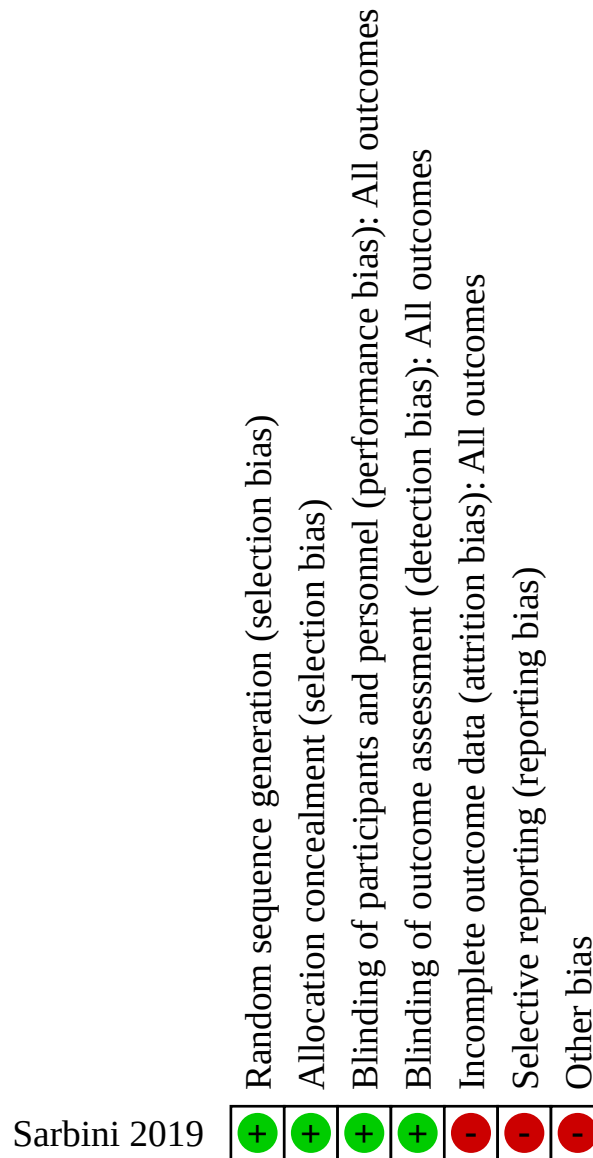 Random sequence generation (selection bias)
Allocation concealment (selection bias)
Blinding of participants and personnel (performance bias): All outcomes
Blinding of outcome assessment (detection bias): All outcomes
Incomplete outcome data (attrition bias): All outcomes
Selective reporting (reporting bias)
Other bias
Sarbini 2019 + + + + - - -